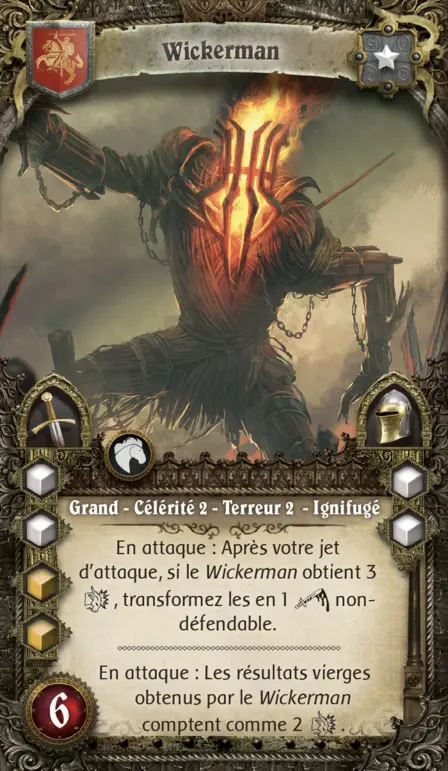 Wickerman
Grand - Célérité 2 - Terreur 2 - Ignifugé
En attaque : Après votre jet
d'attaque, si le Wickerman obtient 3
, transformez les en 1 non-
défendable.
En attaque : Les résultats vierges
obtenus par le Wickerman
comptent comme 2 .
6